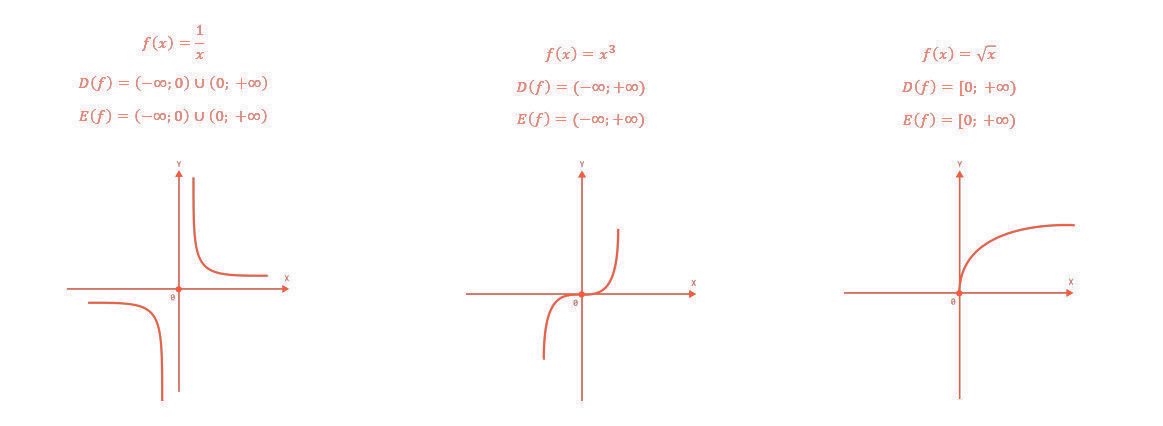 f(x) = 1/x
D(f) = (−∞; 0) ∪ (0; +∞)
E(f) = (−∞; 0) ∪ (0; +∞)
Y
X
0
f(x) = x³
D(f) = (−∞; +∞)
E(f) = (−∞; +∞)
Y
X
0
f(x) = √x
D(f) = [0; +∞)
E(f) = [0; +∞)
Y
X
0